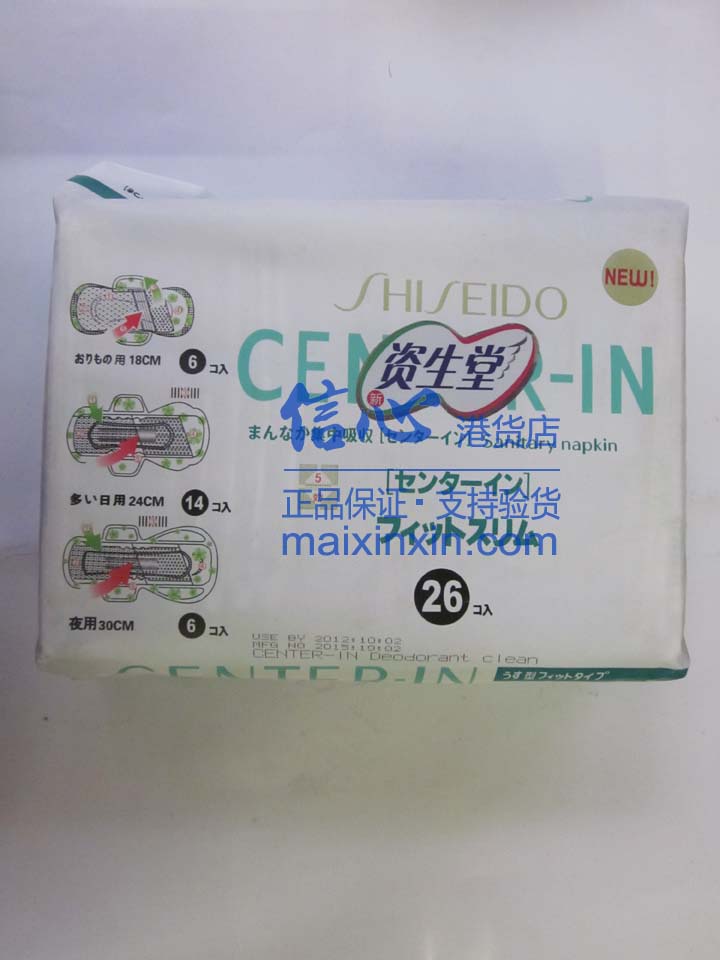 SHISEIDO
NEW!
CENTER-IN
资生堂
新
信心 港货店
まんなか集中吸収 [センターイン] Sanitary napkin
おりもの用 18CM 6 コ入
多い日用 24CM 14 コ入
夜用 30CM 6 コ入
5
[センターイン]
正品保证·支持验货
フィットスリム
maixinxin.com
26 コ入
USE BY 2012:10:02
MFG NO 2015:10:02
CENTER-IN Deodorant clean
CENTER-IN
うす型フィットタイプ